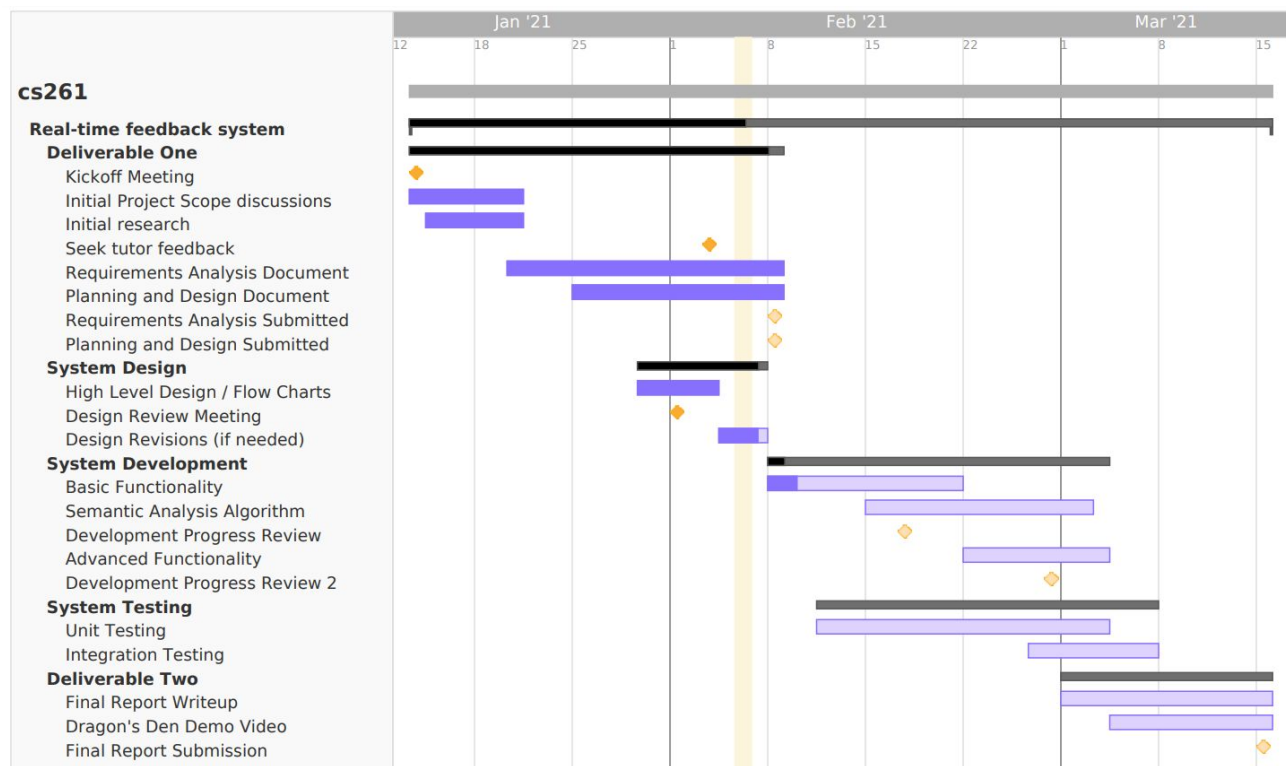 Jan '21 Feb '21 Mar '21
12 18 25 1 8 15 22 1 8 15
cs261
Real-time feedback system
Deliverable One
Kickoff Meeting
Initial Project Scope discussions
Initial research
Seek tutor feedback
Requirements Analysis Document
Planning and Design Document
Requirements Analysis Submitted
Planning and Design Submitted
System Design
High Level Design / Flow Charts
Design Review Meeting
Design Revisions (if needed)
System Development
Basic Functionality
Semantic Analysis Algorithm
Development Progress Review
Advanced Functionality
Development Progress Review 2
System Testing
Unit Testing
Integration Testing
Deliverable Two
Final Report Writeup
Dragon's Den Demo Video
Final Report Submission